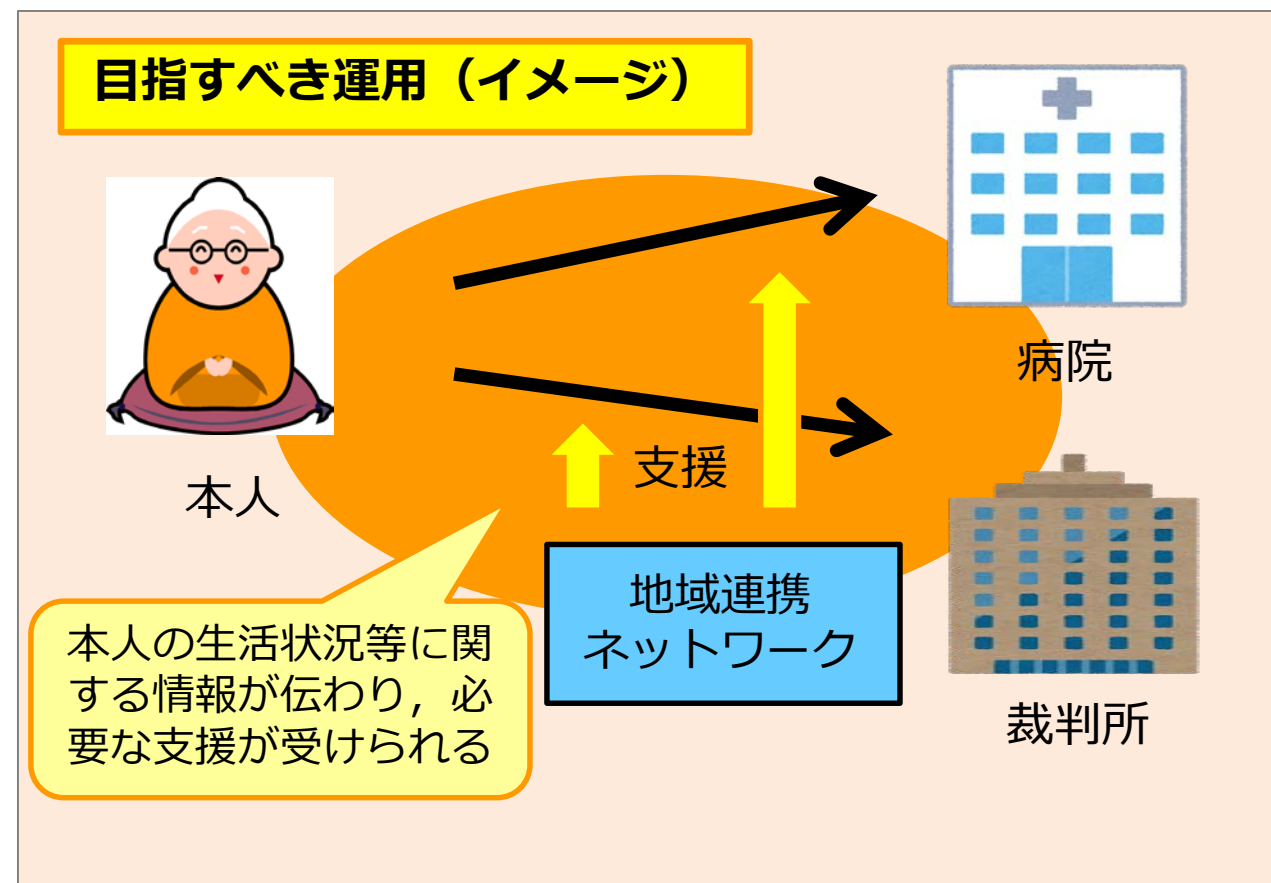 目指すべき運用（イメージ）
病院
本人
支援
地域連携
ネットワーク
本人の生活状況等に関
する情報が伝わり，必
要な支援が受けられる
裁判所